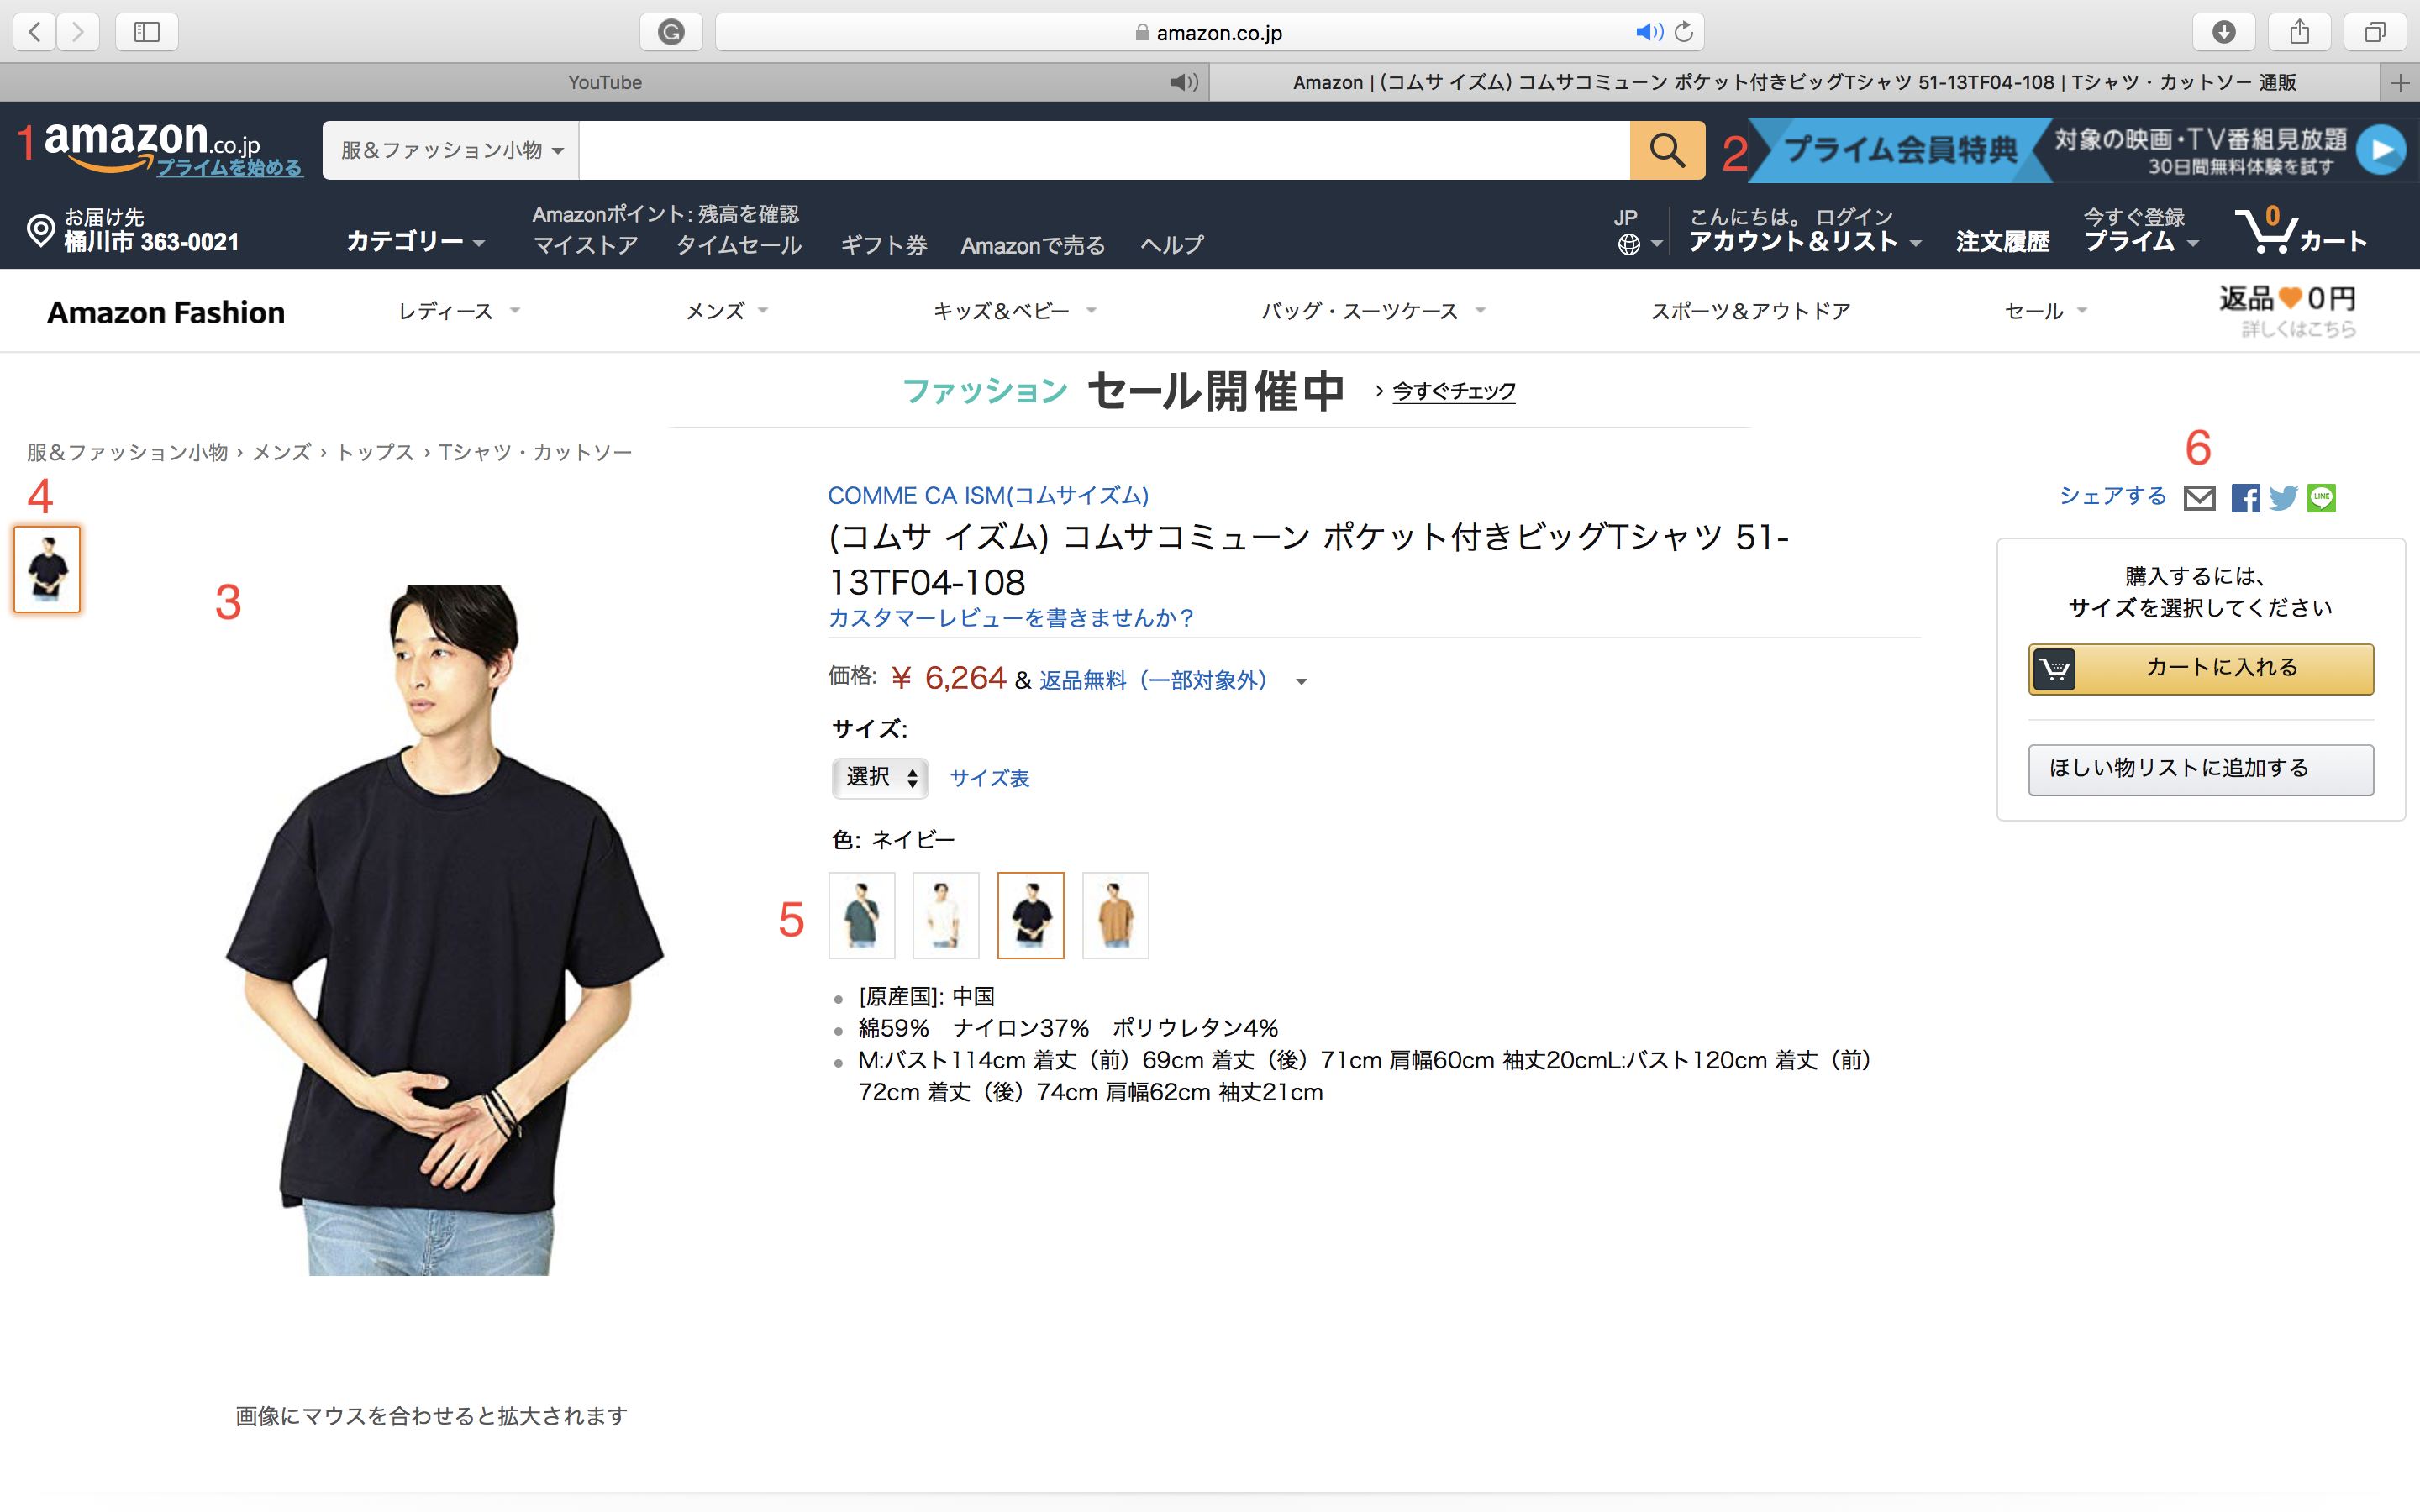 amazon.co.jp
YouTube
Amazon | (コムサ イズム) コムサコミューン ポケット付きビッグTシャツ 51-13TF04-108 | Tシャツ・カットソー 通販
1
amazon.co.jp
プライムを始める
服＆ファッション小物
2
プライム会員特典
対象の映画・TV番組見放題
30日間無料体験を試す
お届け先
桶川市 363-0021
カテゴリー
Amazonポイント: 残高を確認
マイストア タイムセール ギフト券 Amazonで売る ヘルプ
JP
こんにちは。 ログイン
アカウント＆リスト
注文履歴
今すぐ登録
プライム
0
カート
Amazon Fashion
レディース
メンズ
キッズ＆ベビー
バッグ・スーツケース
スポーツ＆アウトドア
セール
返品 0円
詳しくはこちら
ファッション セール開催中 › 今すぐチェック
服＆ファッション小物 › メンズ › トップス › Tシャツ・カットソー
4
3
COMME CA ISM(コムサイズム)
(コムサ イズム) コムサコミューン ポケット付きビッグTシャツ 51-
13TF04-108
カスタマーレビューを書きませんか？
価格: ￥ 6,264 & 返品無料（一部対象外）
サイズ:
選択 サイズ表
色: ネイビー
5
[原産国]: 中国
綿59%　ナイロン37%　ポリウレタン4%
M:バスト114cm 着丈（前）69cm 着丈（後）71cm 肩幅60cm 袖丈20cmL:バスト120cm 着丈（前）
72cm 着丈（後）74cm 肩幅62cm 袖丈21cm
6
シェアする
LINE
購入するには、
サイズを選択してください
カートに入れる
ほしい物リストに追加する
画像にマウスを合わせると拡大されます